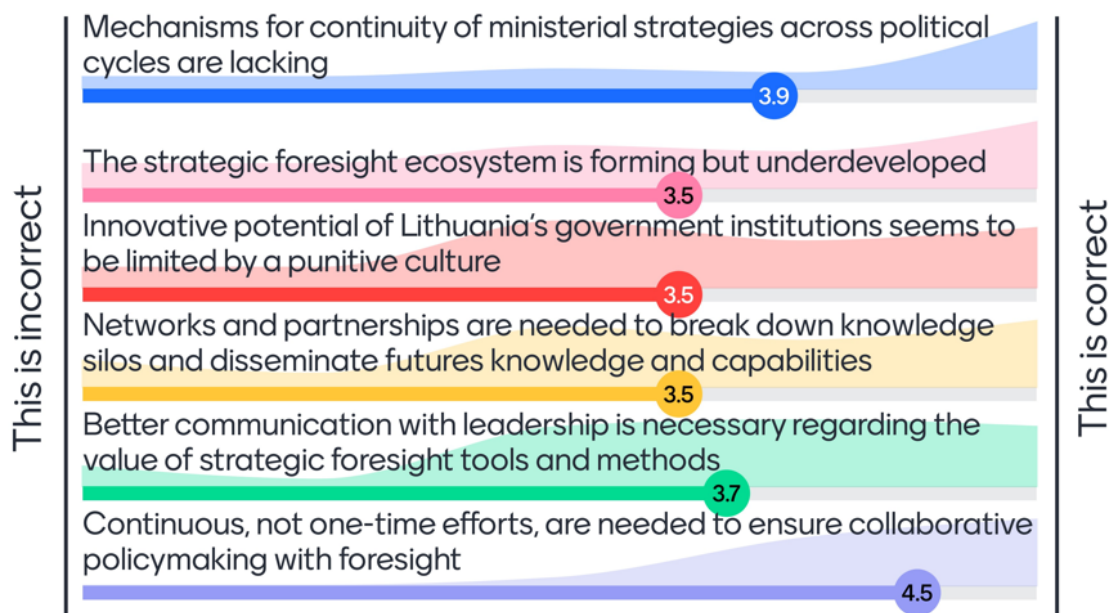 This is incorrect
Mechanisms for continuity of ministerial strategies across political
cycles are lacking
3.9
The strategic foresight ecosystem is forming but underdeveloped
3.5
Innovative potential of Lithuania's government institutions seems to
be limited by a punitive culture
3.5
Networks and partnerships are needed to break down knowledge
silos and disseminate futures knowledge and capabilities
3.5
Better communication with leadership is necessary regarding the
value of strategic foresight tools and methods
3.7
Continuous, not one-time efforts, are needed to ensure collaborative
policymaking with foresight
4.5
This is correct